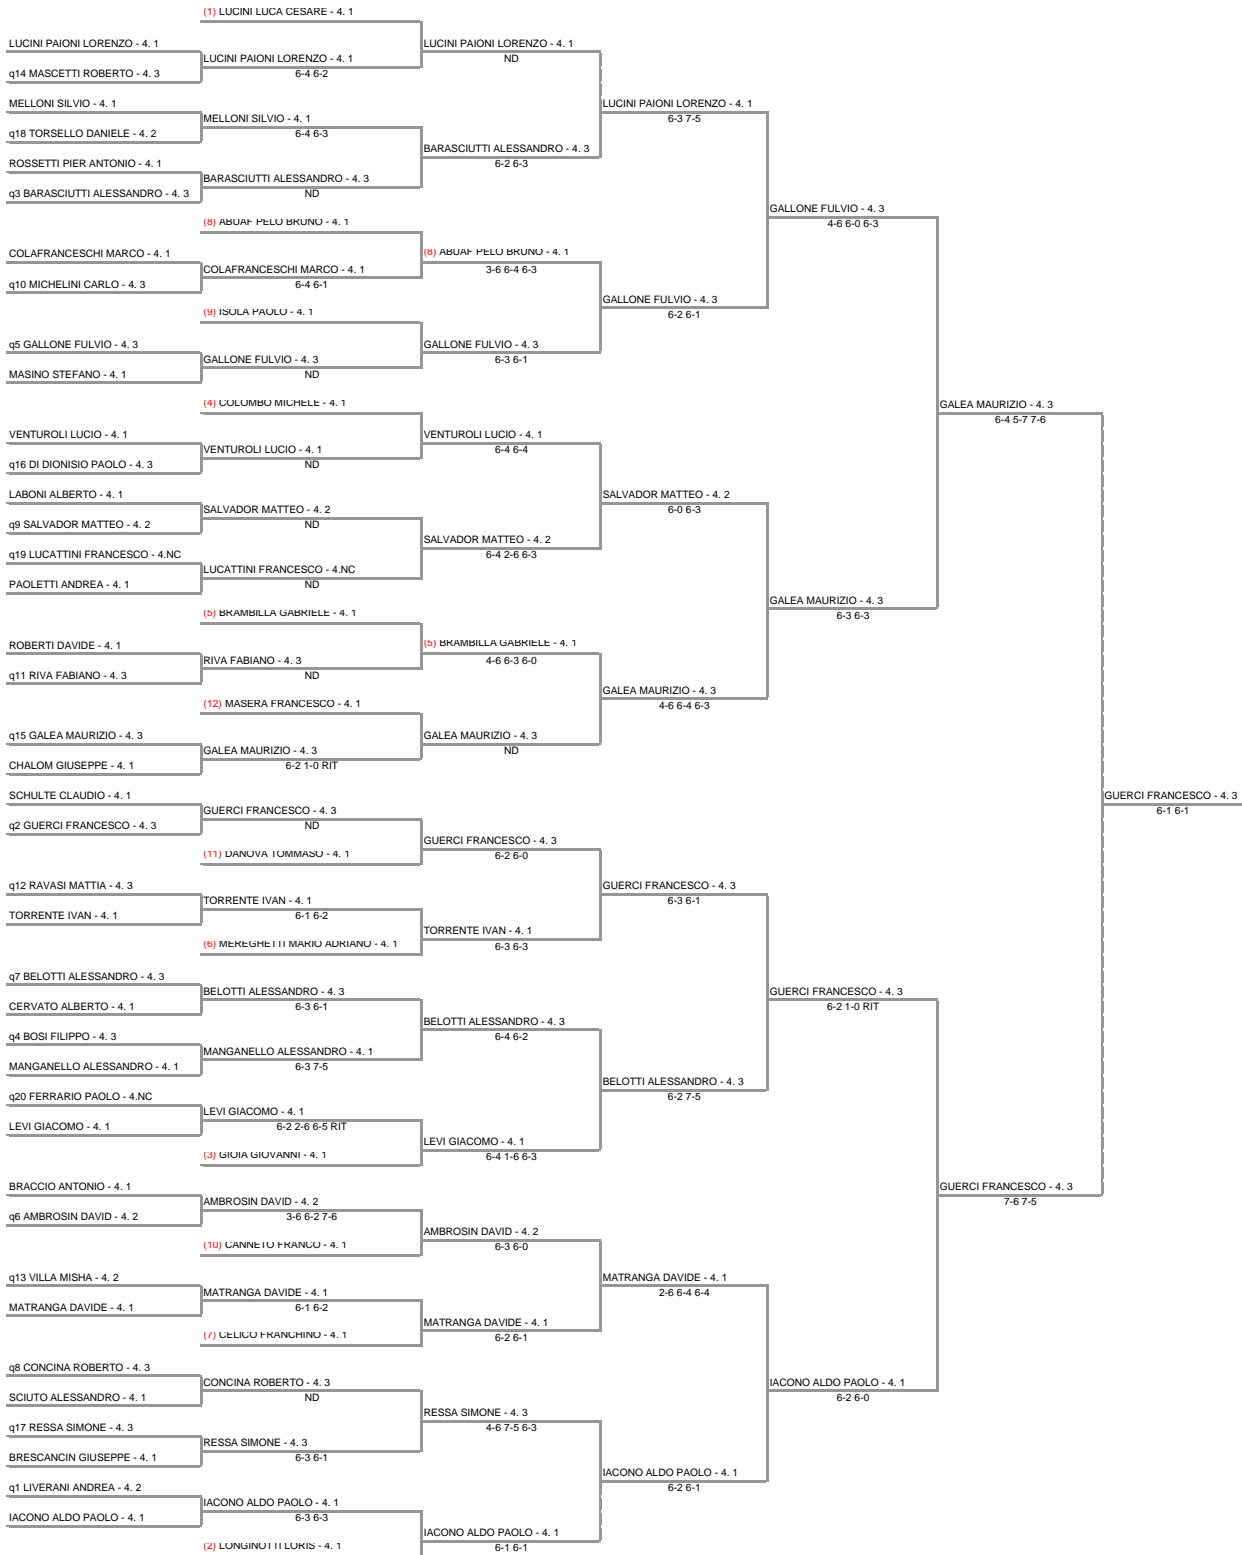 (1) LUCINI LUCA CESARE - 4. 1
LUCINI PAIONI LORENZO - 4. 1
LUCINI PAIONI LORENZO - 4. 1
ND
LUCINI PAIONI LORENZO - 4. 1
6-4 6-2
q14 MASCETTI ROBERTO - 4. 3
MELLONI SILVIO - 4. 1
LUCINI PAIONI LORENZO - 4. 1
6-3 7-5
MELLONI SILVIO - 4. 1
6-4 6-3
q18 TORSELLO DANIELE - 4. 2
BARASCIUTTI ALESSANDRO - 4. 3
6-2 6-3
ROSSETTI PIER ANTONIO - 4. 1
BARASCIUTTI ALESSANDRO - 4. 3
ND
q3 BARASCIUTTI ALESSANDRO - 4. 3
GALLONE FULVIO - 4. 3
4-6 6-0 6-3
(8) ABUAF PELO BRUNO - 4. 1
COLAFRANCESCHI MARCO - 4. 1
(8) ABUAF PELO BRUNO - 4. 1
3-6 6-4 6-3
COLAFRANCESCHI MARCO - 4. 1
6-4 6-1
q10 MICHELINI CARLO - 4. 3
GALLONE FULVIO - 4. 3
6-2 6-1
(9) ISOLA PAOLO - 4. 1
q5 GALLONE FULVIO - 4. 3
GALLONE FULVIO - 4. 3
6-3 6-1
GALLONE FULVIO - 4. 3
ND
MASINO STEFANO - 4. 1
(4) COLOMBO MICHELE - 4. 1
GALEA MAURIZIO - 4. 3
6-4 5-7 7-6
VENTUROLI LUCIO - 4. 1
VENTUROLI LUCIO - 4. 1
6-4 6-4
VENTUROLI LUCIO - 4. 1
ND
q16 DI DIONISIO PAOLO - 4. 3
LABONI ALBERTO - 4. 1
SALVADOR MATTEO - 4. 2
6-0 6-3
SALVADOR MATTEO - 4. 2
ND
q9 SALVADOR MATTEO - 4. 2
SALVADOR MATTEO - 4. 2
6-4 2-6 6-3
q19 LUCATTINI FRANCESCO - 4.NC
LUCATTINI FRANCESCO - 4.NC
ND
PAOLETTI ANDREA - 4. 1
GALEA MAURIZIO - 4. 3
6-3 6-3
(5) BRAMBILLA GABRIELE - 4. 1
ROBERTI DAVIDE - 4. 1
(5) BRAMBILLA GABRIELE - 4. 1
4-6 6-3 6-0
RIVA FABIANO - 4. 3
ND
q11 RIVA FABIANO - 4. 3
GALEA MAURIZIO - 4. 3
4-6 6-4 6-3
(12) MASERA FRANCESCO - 4. 1
q15 GALEA MAURIZIO - 4. 3
GALEA MAURIZIO - 4. 3
ND
GALEA MAURIZIO - 4. 3
6-2 1-0 RIT
CHALOM GIUSEPPE - 4. 1
SCHULTE CLAUDIO - 4. 1
GUERCI FRANCESCO - 4. 3
6-1 6-1
GUERCI FRANCESCO - 4. 3
ND
q2 GUERCI FRANCESCO - 4. 3
GUERCI FRANCESCO - 4. 3
6-2 6-0
(11) DANOVA TOMMASO - 4. 1
q12 RAVASI MATTIA - 4. 3
GUERCI FRANCESCO - 4. 3
6-3 6-1
TORRENTE IVAN - 4. 1
6-1 6-2
TORRENTE IVAN - 4. 1
TORRENTE IVAN - 4. 1
6-3 6-3
(6) MEREGHETTI MARIO ADRIANO - 4. 1
q7 BELOTTI ALESSANDRO - 4. 3
BELOTTI ALESSANDRO - 4. 3
6-3 6-1
GUERCI FRANCESCO - 4. 3
6-2 1-0 RIT
CERVATO ALBERTO - 4. 1
BELOTTI ALESSANDRO - 4. 3
6-4 6-2
q4 BOSI FILIPPO - 4. 3
MANGANELLO ALESSANDRO - 4. 1
6-3 7-5
MANGANELLO ALESSANDRO - 4. 1
BELOTTI ALESSANDRO - 4. 3
6-2 7-5
q20 FERRARIO PAOLO - 4.NC
LEVI GIACOMO - 4. 1
6-2 2-6 6-5 RIT
LEVI GIACOMO - 4. 1
LEVI GIACOMO - 4. 1
6-4 1-6 6-3
(3) GIOIA GIOVANNI - 4. 1
BRACCIO ANTONIO - 4. 1
GUERCI FRANCESCO - 4. 3
7-6 7-5
AMBROSIN DAVID - 4. 2
3-6 6-2 7-6
q6 AMBROSIN DAVID - 4. 2
AMBROSIN DAVID - 4. 2
6-3 6-0
(10) CANNETO FRANCO - 4. 1
q13 VILLA MISHA - 4. 2
MATRANGA DAVIDE - 4. 1
2-6 6-4 6-4
MATRANGA DAVIDE - 4. 1
6-1 6-2
MATRANGA DAVIDE - 4. 1
MATRANGA DAVIDE - 4. 1
6-2 6-1
(7) CELICO FRANCHINO - 4. 1
q8 CONCINA ROBERTO - 4. 3
CONCINA ROBERTO - 4. 3
ND
IACONO ALDO PAOLO - 4. 1
6-2 6-0
SCIUTO ALESSANDRO - 4. 1
RESSA SIMONE - 4. 3
4-6 7-5 6-3
q17 RESSA SIMONE - 4. 3
RESSA SIMONE - 4. 3
6-3 6-1
BRESCANCIN GIUSEPPE - 4. 1
IACONO ALDO PAOLO - 4. 1
6-2 6-1
q1 LIVERANI ANDREA - 4. 2
IACONO ALDO PAOLO - 4. 1
6-3 6-3
IACONO ALDO PAOLO - 4. 1
IACONO ALDO PAOLO - 4. 1
6-1 6-1
(2) LONGINOTTI LORIS - 4. 1